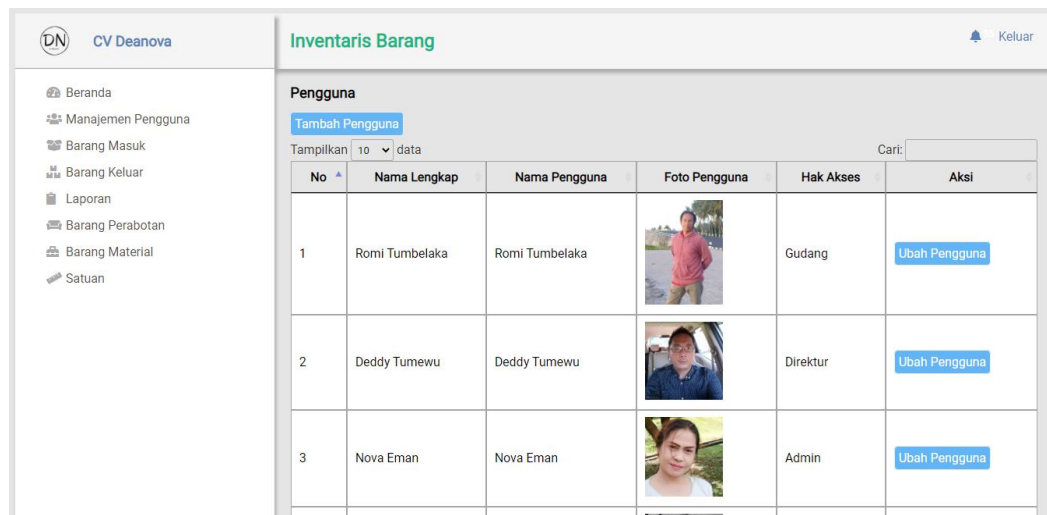 DN CV Deanova
Inventaris Barang
Keluar
Beranda
Manajemen Pengguna
Barang Masuk
Barang Keluar
Laporan
Barang Perabotan
Barang Material
Satuan
Pengguna
Tambah Pengguna
Tampilkan 10 data
Cari:
No Nama Lengkap Nama Pengguna Foto Pengguna Hak Akses Aksi
1 Romi Tumbelaka Romi Tumbelaka Gudang Ubah Pengguna
2 Deddy Tumewu Deddy Tumewu Direktur Ubah Pengguna
3 Nova Eman Nova Eman Admin Ubah Pengguna